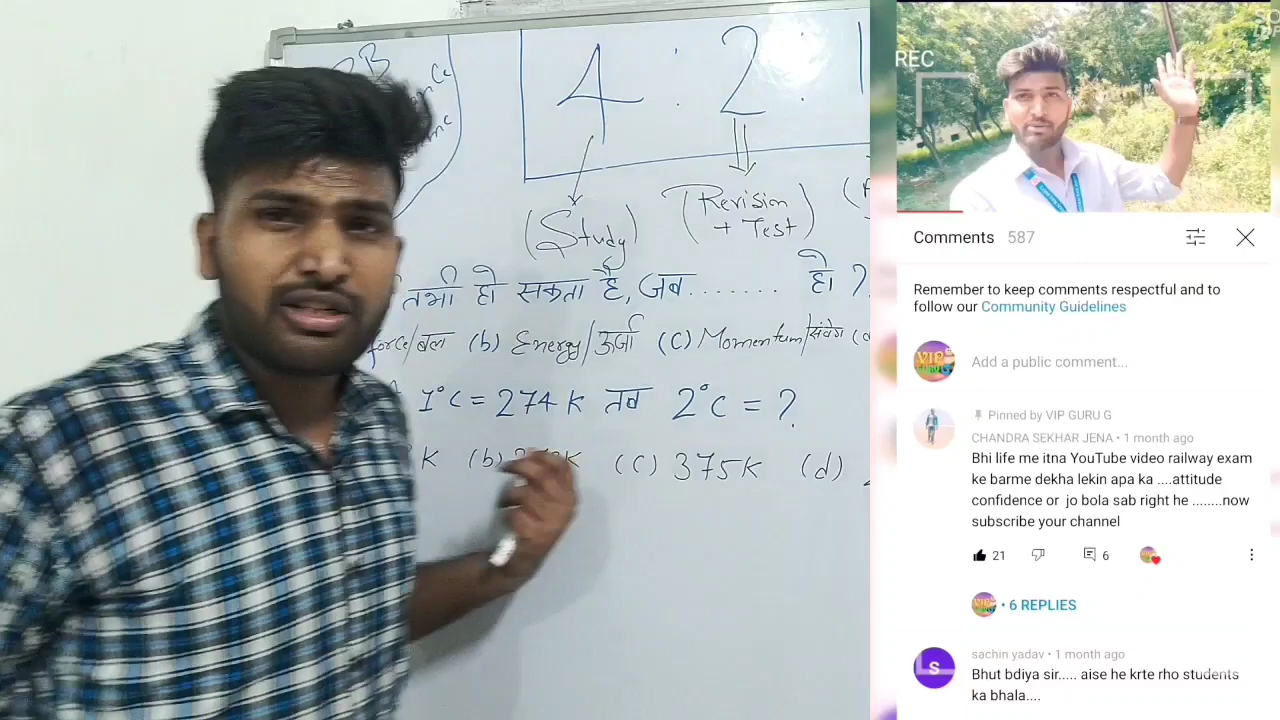 4 : 2 :
(Study)
(Revision
+ Test)
तभी हो सकता है, जब ....... हो ?
force/बल (b) Energy/ऊर्जा (c) Momentum/संवेग
1°C = 274 K तब 2°C = ?
K (b) (c) 375K (d)
REC
Comments 587
Remember to keep comments respectful and to
follow our Community Guidelines
VIP
Add a public comment...
Pinned by VIP GURU G
CHANDRA SEKHAR JENA • 1 month ago
Bhi life me itna YouTube video railway exam
ke barme dekha lekin apa ka ....attitude
confidence or jo bola sab right he ........now
subscribe your channel
21 6
• 6 REPLIES
S
sachin yadav • 1 month ago
Bhut bdiya sir..... aise he krte rho students
ka bhala....